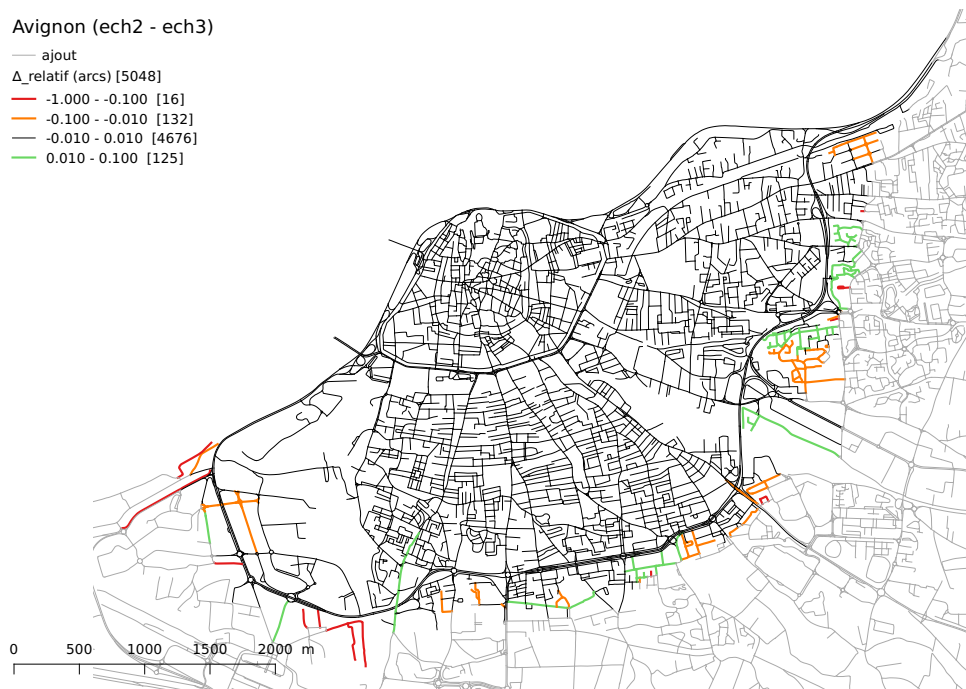 Avignon (ech2 - ech3)
ajout
Δ_relatif (arcs) [5048]
-1.000 - -0.100 [16]
-0.100 - -0.010 [132]
-0.010 - 0.010 [4676]
0.010 - 0.100 [125]
0 500 1000 1500 2000 m